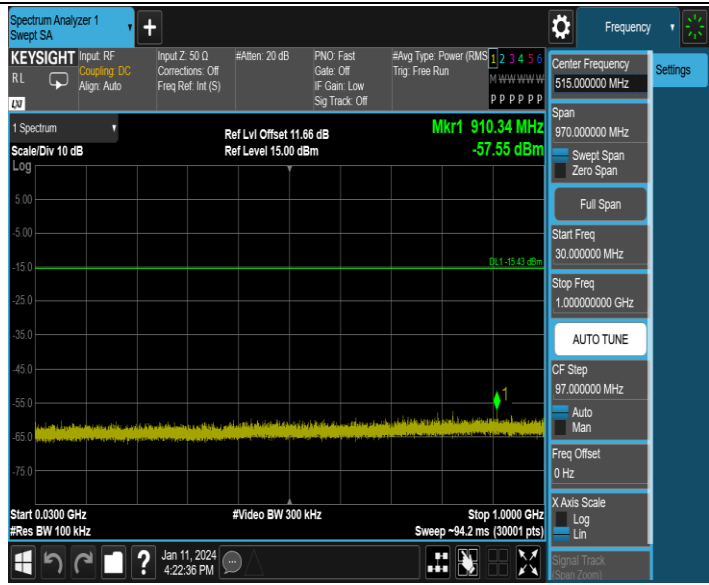 Spectrum Analyzer 1
Swept SA
Frequency
KEYSIGHT
RL
LXI
Input: RF
Coupling: DC
Align: Auto
Input Z: 50 Ω
Corrections: Off
Freq Ref: Int (S)
#Atten: 20 dB
PNO: Fast
Gate: Off
IF Gain: Low
Sig Track: Off
#Avg Type: Power (RMS
Trig: Free Run
1 2 3 4 5 6
M W W W W W
P P P P P P
1 Spectrum
Scale/Div 10 dB
Log
Ref Lvl Offset 11.66 dB
Ref Level 15.00 dBm
Mkr1 910.34 MHz
-57.55 dBm
5.00
-5.00
-15.0
-25.0
-35.0
-45.0
-55.0
-65.0
-75.0
DL1 -15.43 dBm
1
Start 0.0300 GHz
#Res BW 100 kHz
#Video BW 300 kHz
Stop 1.0000 GHz
Sweep ~94.2 ms (30001 pts)
Center Frequency
515.000000 MHz
Settings
Span
970.000000 MHz
Swept Span
Zero Span
Full Span
Start Freq
30.000000 MHz
Stop Freq
1.000000000 GHz
AUTO TUNE
CF Step
97.000000 MHz
Auto
Man
Freq Offset
0 Hz
X Axis Scale
Log
Lin
Signal Track
(Span Zoom)
?
Jan 11, 2024
4:22:36 PM